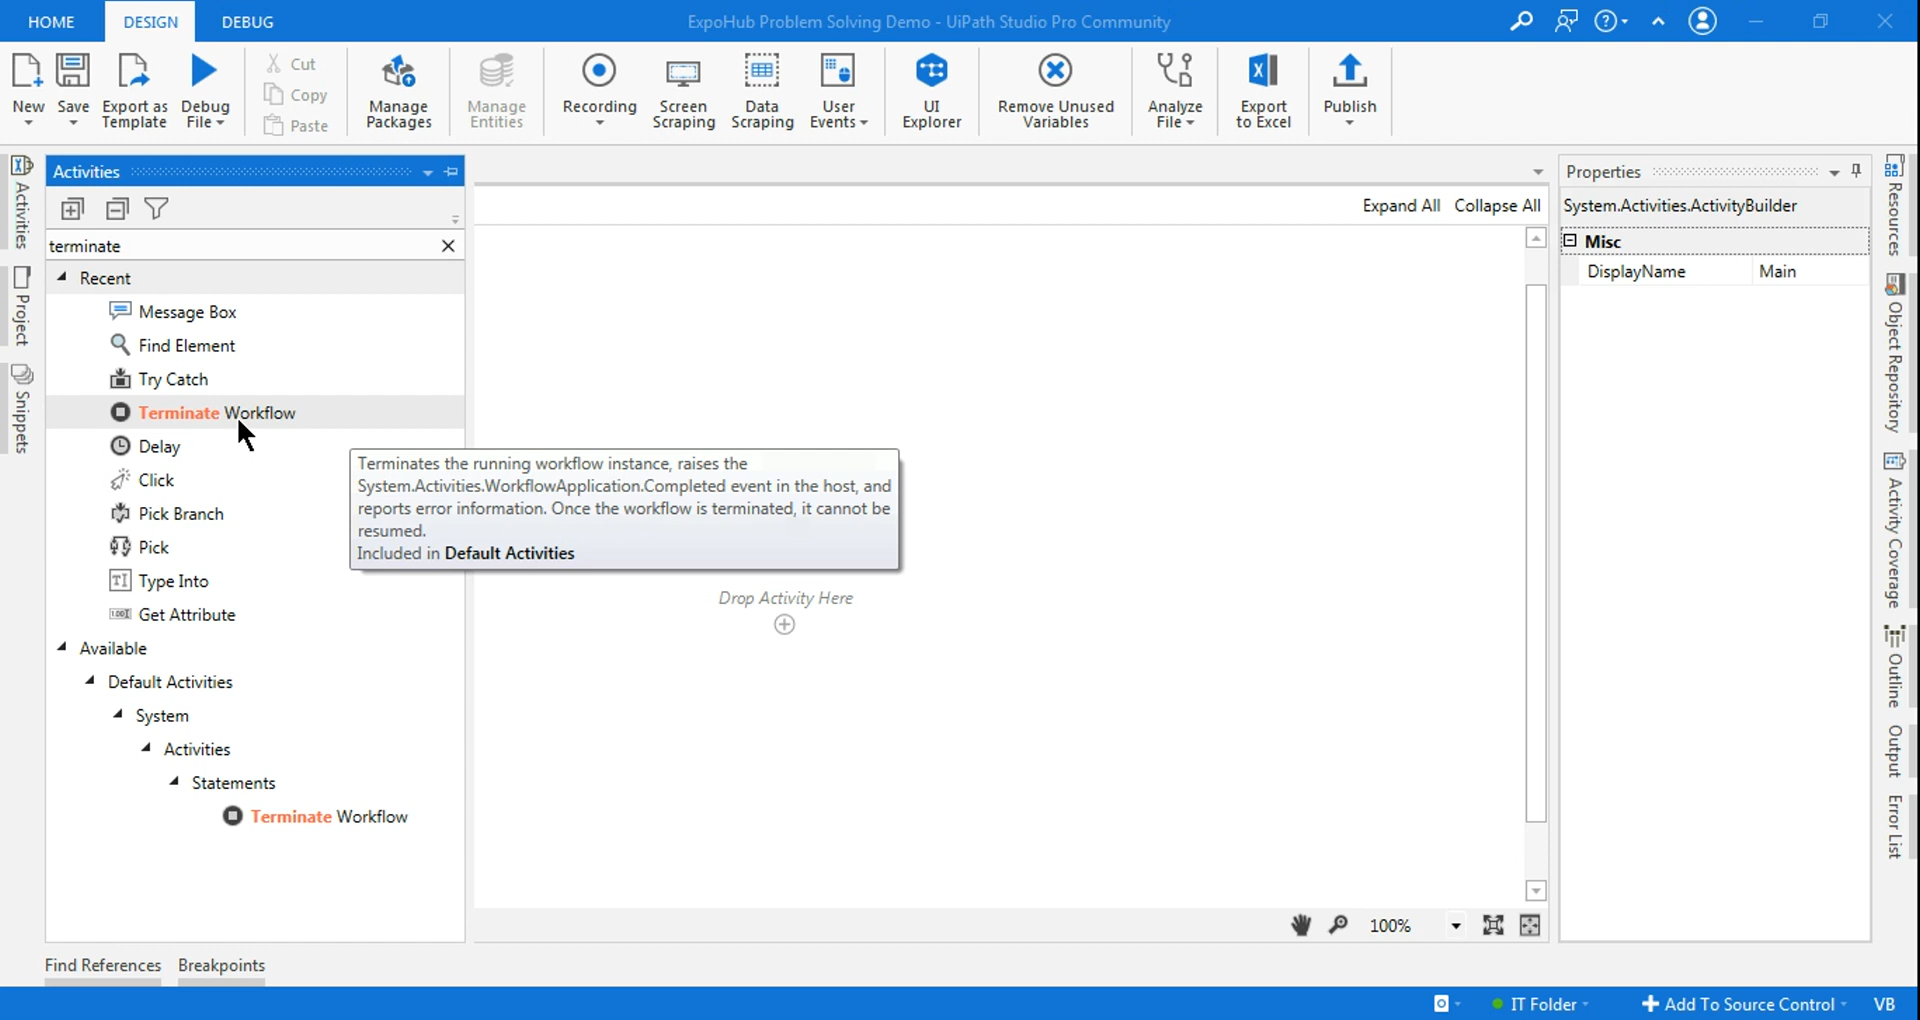 HOME
DESIGN
DEBUG
ExpoHub Problem Solving Demo - UiPath Studio Pro Community
New
Save
Export as
Template
Debug
File
Cut
Copy
Paste
Manage
Packages
Manage
Entities
Recording
Screen
Scraping
Data
Scraping
User
Events
UI
Explorer
Remove Unused
Variables
Analyze
File
Export
to Excel
Publish
Activities
Project
Snippets
Activities
terminate
Recent
Message Box
Find Element
Try Catch
Terminate Workflow
Delay
Click
Pick Branch
Pick
Type Into
Get Attribute
Available
Default Activities
System
Activities
Statements
Terminate Workflow
Terminates the running workflow instance, raises the
System.Activities.WorkflowApplication.Completed event in the host, and
reports error information. Once the workflow is terminated, it cannot be
resumed.
Included in Default Activities
Expand All
Collapse All
Drop Activity Here
100%
Properties
System.Activities.ActivityBuilder
Misc
DisplayName
Main
Resources
Object Repository
Activity Coverage
Outline
Output
Error List
Find References
Breakpoints
IT Folder
Add To Source Control
VB